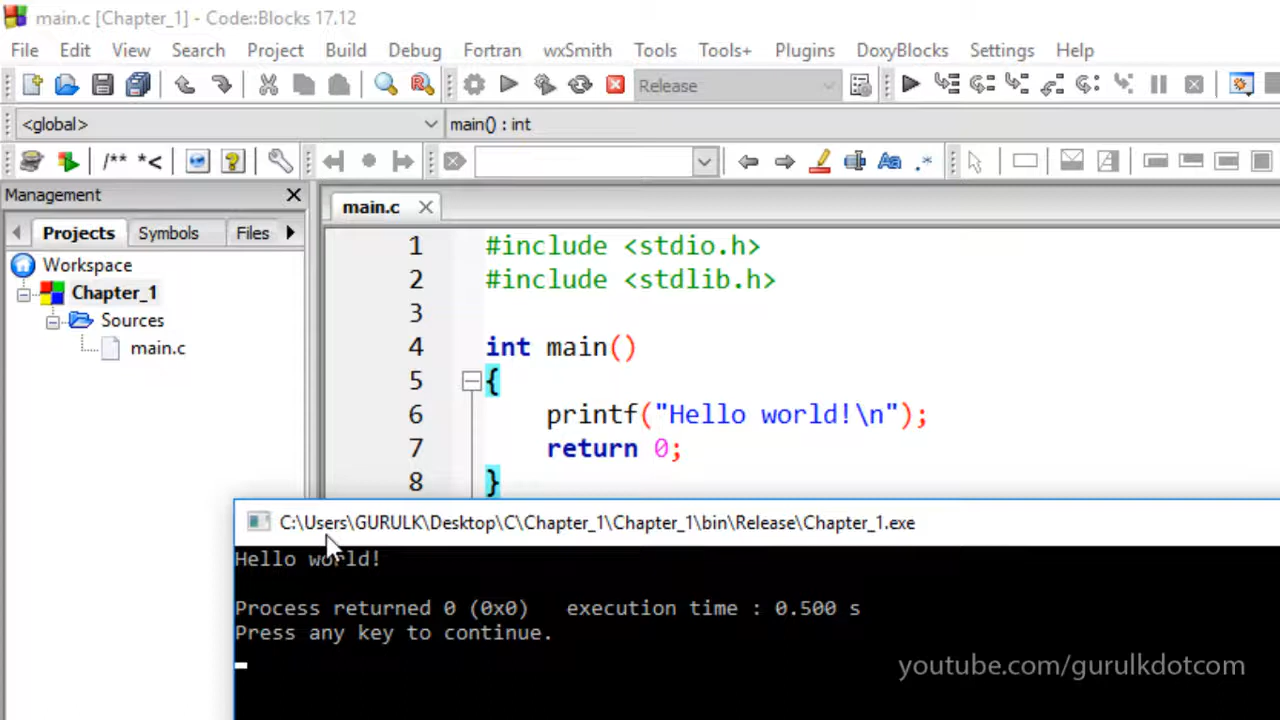 main.c [Chapter_1] - Code::Blocks 17.12
File Edit View Search Project Build Debug Fortran wxSmith Tools Tools+ Plugins DoxyBlocks Settings Help
Release
<global> main() : int
/** *<
Management
Projects Symbols Files
main.c
Workspace
Chapter_1
Sources
main.c
1 #include <stdio.h>
2 #include <stdlib.h>
3
4 int main()
5 {
6 printf("Hello world!\n");
7 return 0;
8 }
C:\Users\GURULK\Desktop\C\Chapter_1\Chapter_1\bin\Release\Chapter_1.exe
Hello world!
Process returned 0 (0x0) execution time : 0.500 s
Press any key to continue.
youtube.com/gurulkdotcom